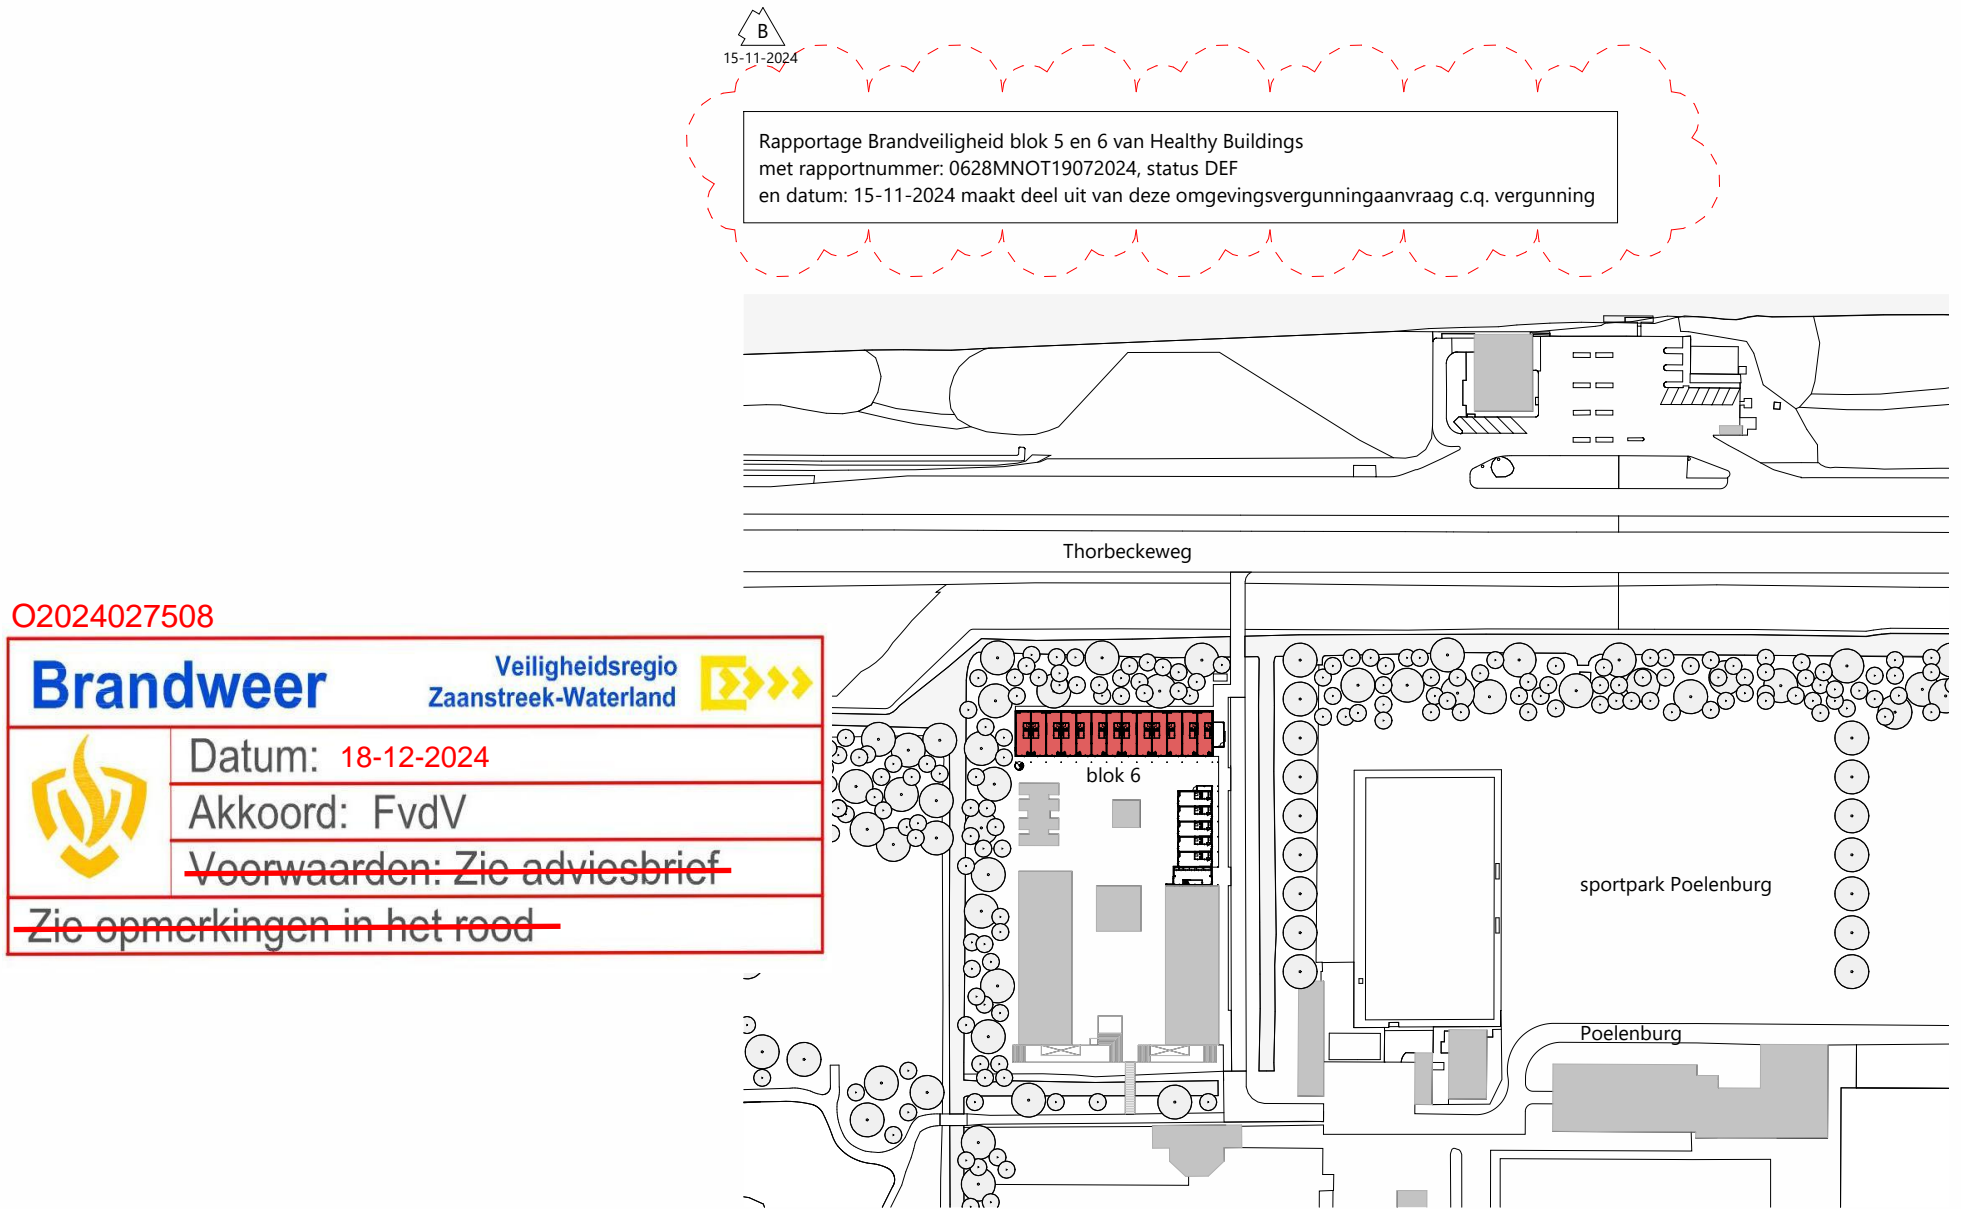 B
15-11-2024
Rapportage Brandveiligheid blok 5 en 6 van Healthy Buildings
met rapportnummer: 0628MNOT19072024, status DEF
en datum: 15-11-2024 maakt deel uit van deze omgevingsvergunningaanvraag c.q. vergunning
Thorbeckeweg
O2024027508
Brandweer
Veiligheidsregio
Zaanstreek-Waterland
Datum: 18-12-2024
Akkoord: FvdV
Voorwaarden: Zie adviesbrief
Zie opmerkingen in het rood
blok 6
sportpark Poelenburg
Poelenburg